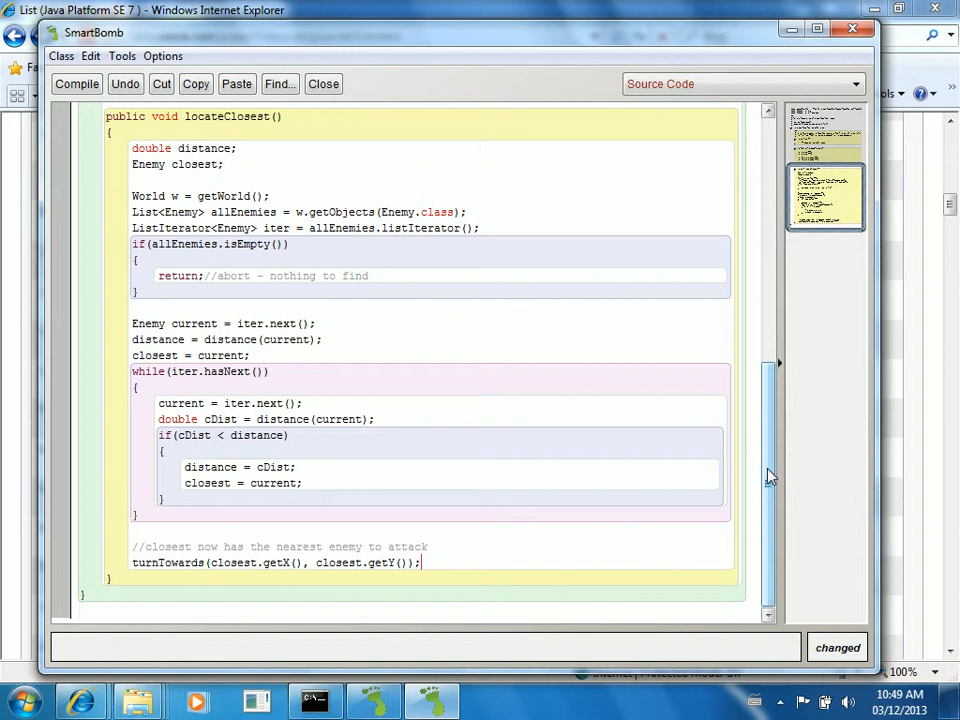 List (Java Platform SE 7 ) - Windows Internet Explorer
SmartBomb
Class Edit Tools Options
Compile Undo Cut Copy Paste Find... Close Source Code
public void locateClosest()
{
double distance;
Enemy closest;
World w = getWorld();
List<Enemy> allEnemies = w.getObjects(Enemy.class);
ListIterator<Enemy> iter = allEnemies.listIterator();
if(allEnemies.isEmpty())
{
return;//abort - nothing to find
}
Enemy current = iter.next();
distance = distance(current);
closest = current;
while(iter.hasNext())
{
current = iter.next();
double cDist = distance(current);
if(cDist < distance)
{
distance = cDist;
closest = current;
}
}
//closest now has the nearest enemy to attack
turnTowards(closest.getX(), closest.getY());
}
}
changed
100%
10:49 AM
03/12/2013